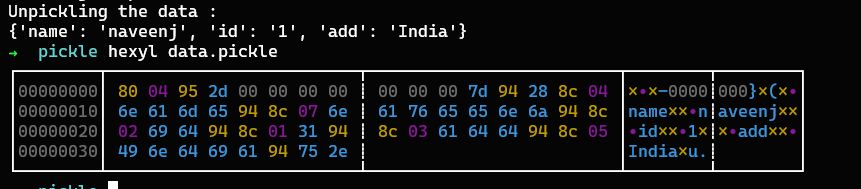 Unpickling the data :
{'name': 'naveenj', 'id': '1', 'add': 'India'}
→ pickle hexyl data.pickle
00000000 80 04 95 2d 00 00 00 00 00 00 00 7d 94 28 8c 04 ×•×-0000 000}×(×•
00000010 6e 61 6d 65 94 8c 07 6e 61 76 65 65 6e 6a 94 8c name××•n aveenj××
00000020 02 69 64 94 8c 01 31 94 8c 03 61 64 64 94 8c 05 •id××•1× ×•add××•
00000030 49 6e 64 69 61 94 75 2e India×u.
pickle